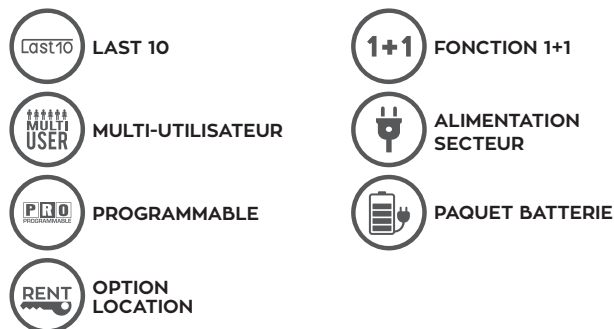 Last10
LAST 10
MULTI
USER
MULTI-UTILISATEUR
PRO
PROGRAMMABLE
PROGRAMMABLE
RENT
OPTION
LOCATION
1+1
FONCTION 1+1
ALIMENTATION
SECTEUR
PAQUET BATTERIE